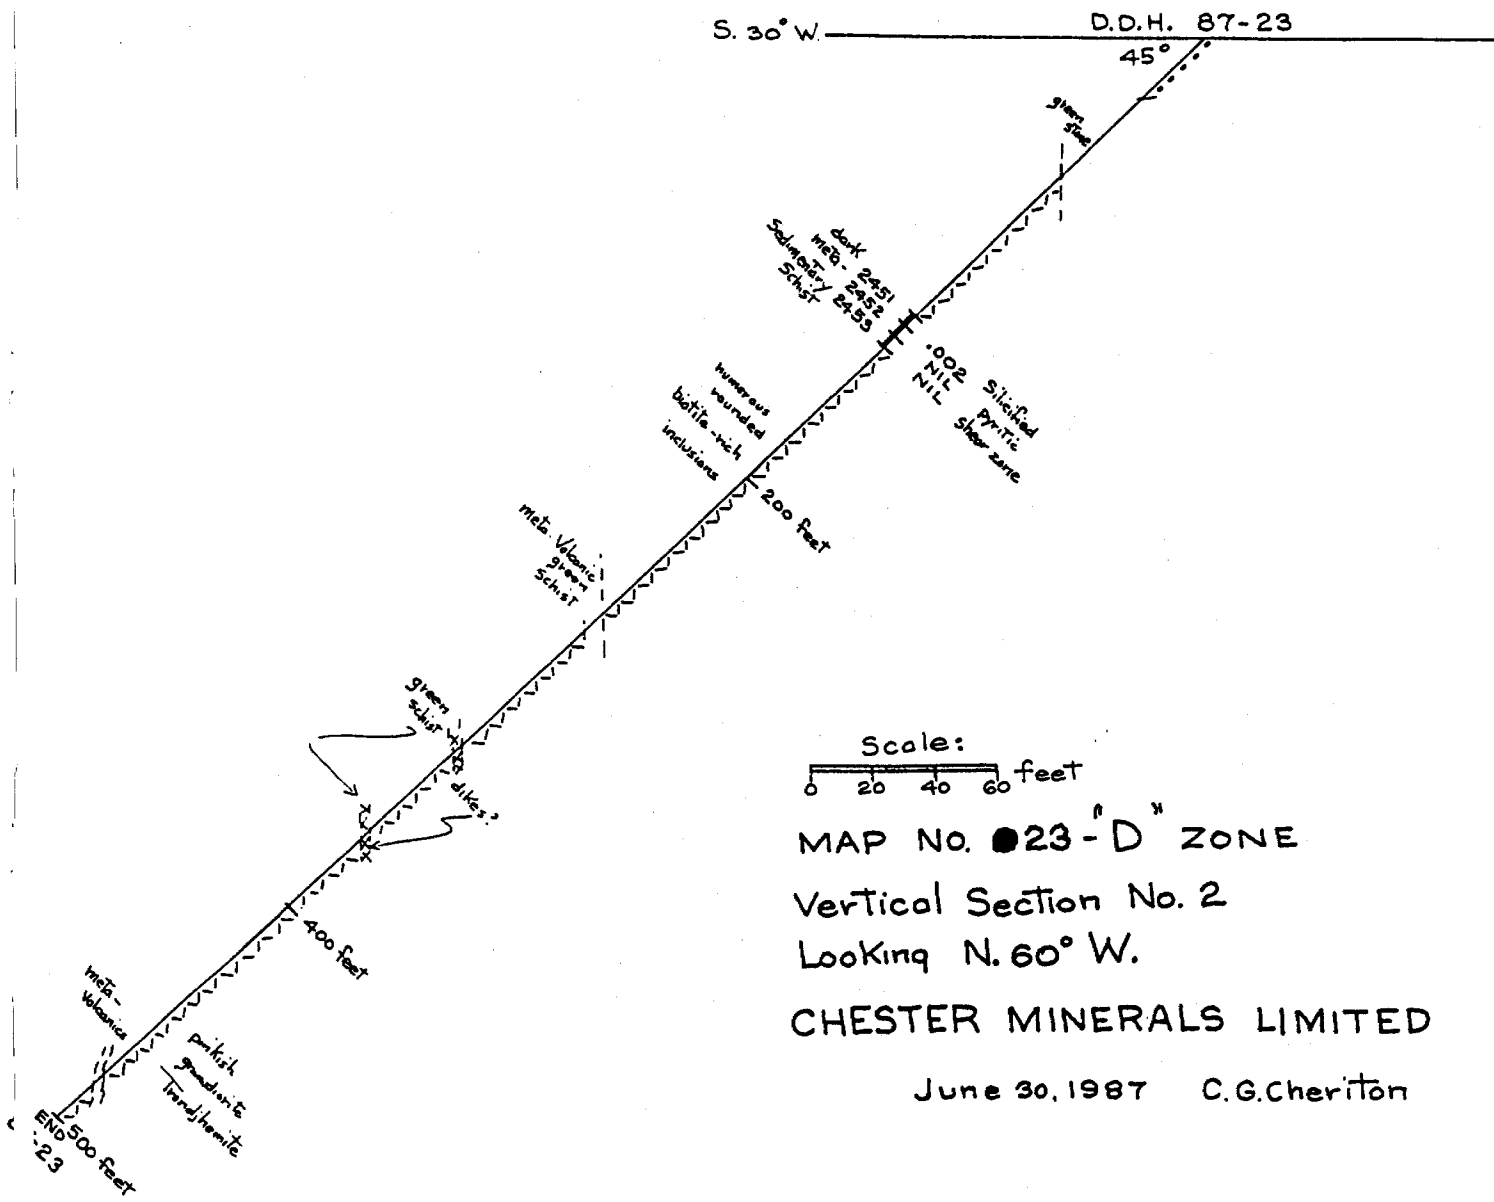 S. 30° W.
D.D.H. 87-23
45°
green
stone
dark
meta- 2451
Sedimentary 2452
Schist 2453
.002 Silicified
NIL Pyritic
NIL shear zone
numerous
rounded
biotite-rich
inclusions
200 feet
meta. Volcanic
green
Schist
green
schist
dikes?
Scale:
0 20 40 60 feet
MAP No. 23-"D" ZONE
Vertical Section No. 2
Looking N. 60° W.
400 feet
CHESTER MINERALS LIMITED
meta-
Volcanics
pinkish
granodiorite
Trondjhemite
June 30, 1987 C.G. Cheriton
END
500 feet
-23